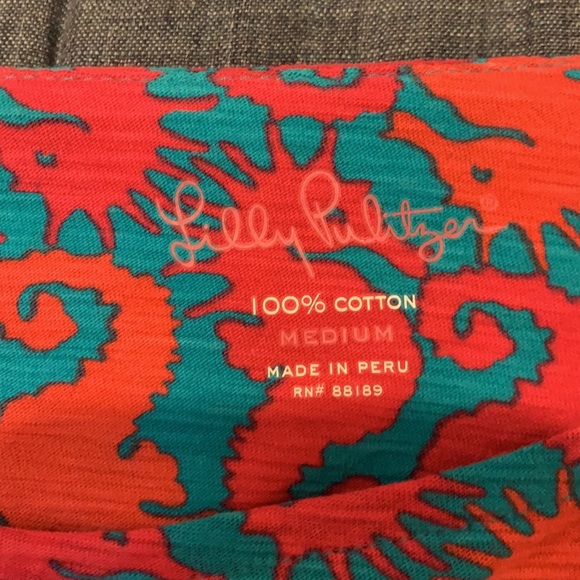 Lilly Pulitzer®
100% COTTON
MEDIUM
MADE IN PERU
RN# 88189